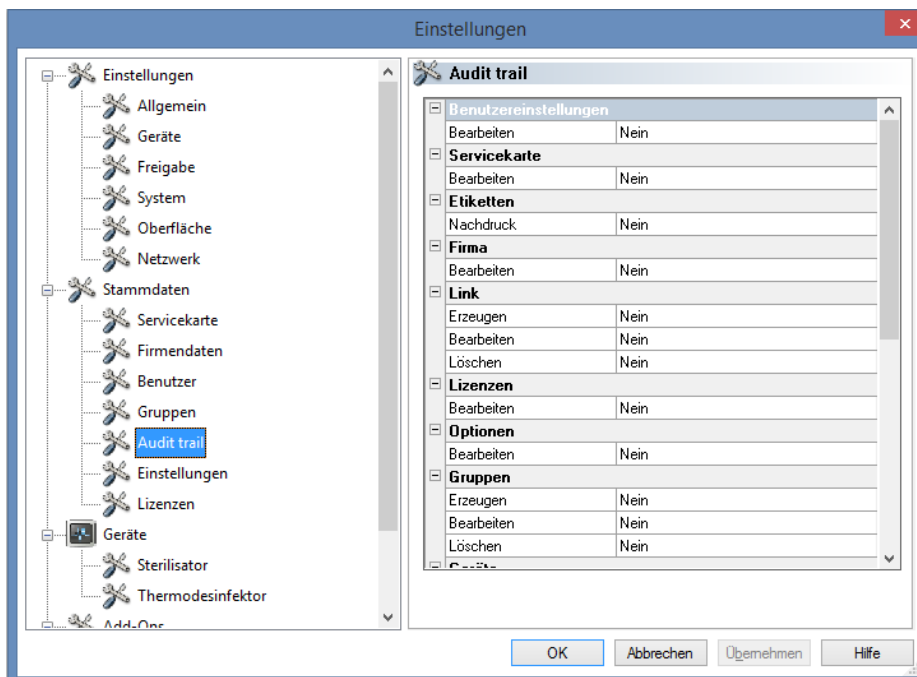 Einstellungen
Einstellungen
Allgemein
Geräte
Freigabe
System
Oberfläche
Netzwerk
Stammdaten
Servicekarte
Firmendaten
Benutzer
Gruppen
Audit trail
Einstellungen
Lizenzen
Geräte
Sterilisator
Thermodesinfektor
Add-Ons
Audit trail
Benutzereinstellungen
Bearbeiten Nein
Servicekarte
Bearbeiten Nein
Etiketten
Nachdruck Nein
Firma
Bearbeiten Nein
Link
Erzeugen Nein
Bearbeiten Nein
Löschen Nein
Lizenzen
Bearbeiten Nein
Optionen
Bearbeiten Nein
Gruppen
Erzeugen Nein
Bearbeiten Nein
Löschen Nein
Geräte
OK Abbrechen Übernehmen Hilfe